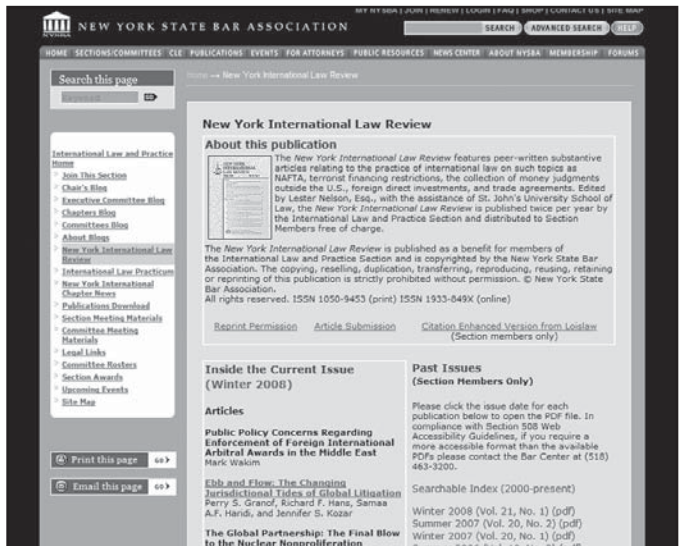 MY NYSBA | JOIN | RENEW | LOGIN | FAQ | SHOP | CONTACT US | SITE MAP
NEW YORK STATE BAR ASSOCIATION
SEARCH ADVANCED SEARCH HELP
HOME SECTIONS/COMMITTEES CLE PUBLICATIONS EVENTS FOR ATTORNEYS PUBLIC RESOURCES NEWS CENTER ABOUT NYSBA MEMBERSHIP FORUMS
Search this page
Keyword GO
Home → New York International Law Review
International Law and Practice
Home
Join This Section
Chair's Blog
Executive Committee Blog
Chapters Blog
Committees Blog
About Blogs
New York International Law
Review
International Law Practicum
New York International
Chapter News
Publications Download
Section Meeting Materials
Committee Meeting
Materials
Legal Links
Committee Rosters
Section Awards
Upcoming Events
Site Map
Print this page GO
Email this page GO
New York International Law Review
About this publication
The New York International Law Review features peer-written substantive
articles relating to the practice of international law on such topics as
NAFTA, terrorist financing restrictions, the collection of money judgments
outside the U.S., foreign direct investments, and trade agreements. Edited
by Lester Nelson, Esq., with the assistance of St. John's University School of
Law, the New York International Law Review is published twice per year by
the International Law and Practice Section and distributed to Section
Members free of charge.
The New York International Law Review is published as a benefit for members of
the International Law and Practice Section and is copyrighted by the New York State Bar
Association. The copying, reselling, duplication, transferring, reproducing, reusing, retaining
or reprinting of this publication is strictly prohibited without permission. © New York State
Bar Association.
All rights reserved. ISSN 1050-9453 (print) ISSN 1933-849X (online)
Reprint Permission Article Submission Citation Enhanced Version from Loislaw
(Section members only)
Inside the Current Issue
(Winter 2008)
Articles
Public Policy Concerns Regarding
Enforcement of Foreign International
Arbitral Awards in the Middle East
Mark Wakim
Ebb and Flow: The Changing
Jurisdictional Tides of Global Litigation
Perry S. Granof, Richard F. Hans, Samaa
A.F. Haridi, and Jennifer S. Kozar
The Global Partnership: The Final Blow
to the Nuclear Nonproliferation
Past Issues
(Section Members Only)
Please click the issue date for each
publication below to open the PDF file. In
compliance with Section 508 Web
Accessibility Guidelines, if you require a
more accessible format than the available
PDFs please contact the Bar Center at (518)
463-3200.
Searchable Index (2000-present)
Winter 2008 (Vol. 21, No. 1) (pdf)
Summer 2007 (Vol. 20, No. 2) (pdf)
Winter 2007 (Vol. 20, No. 1) (pdf)